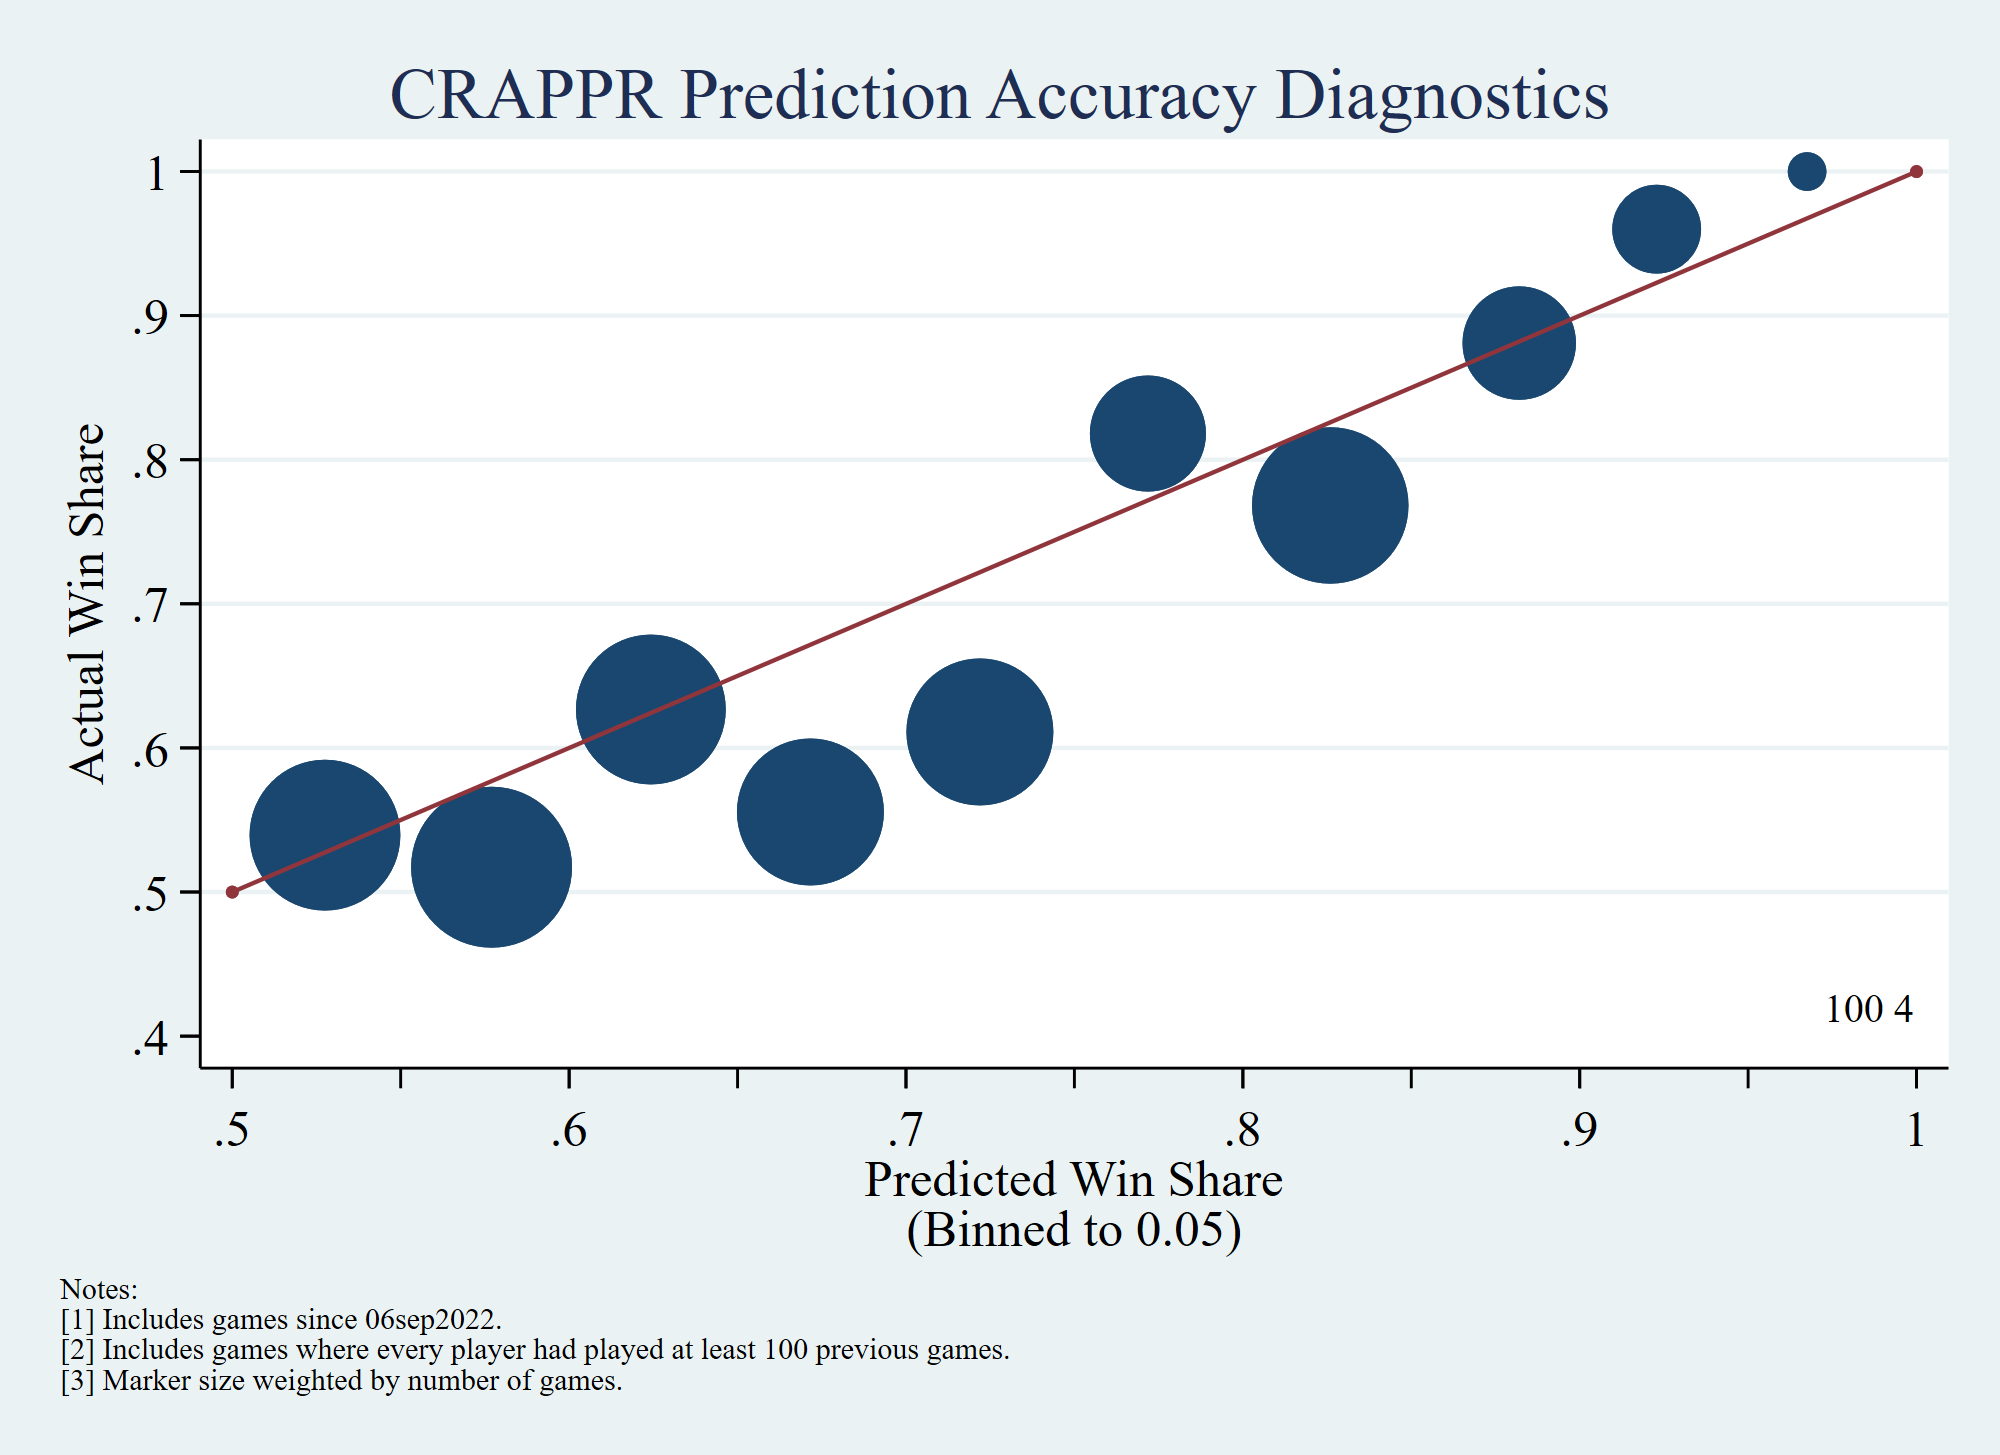 CRAPPR Prediction Accuracy Diagnostics
Actual Win Share
1
.9
.8
.7
.6
.5
.4
100 4
.5 .6 .7 .8 .9 1
Predicted Win Share
(Binned to 0.05)
Notes:
[1] Includes games since 06sep2022.
[2] Includes games where every player had played at least 100 previous games.
[3] Marker size weighted by number of games.